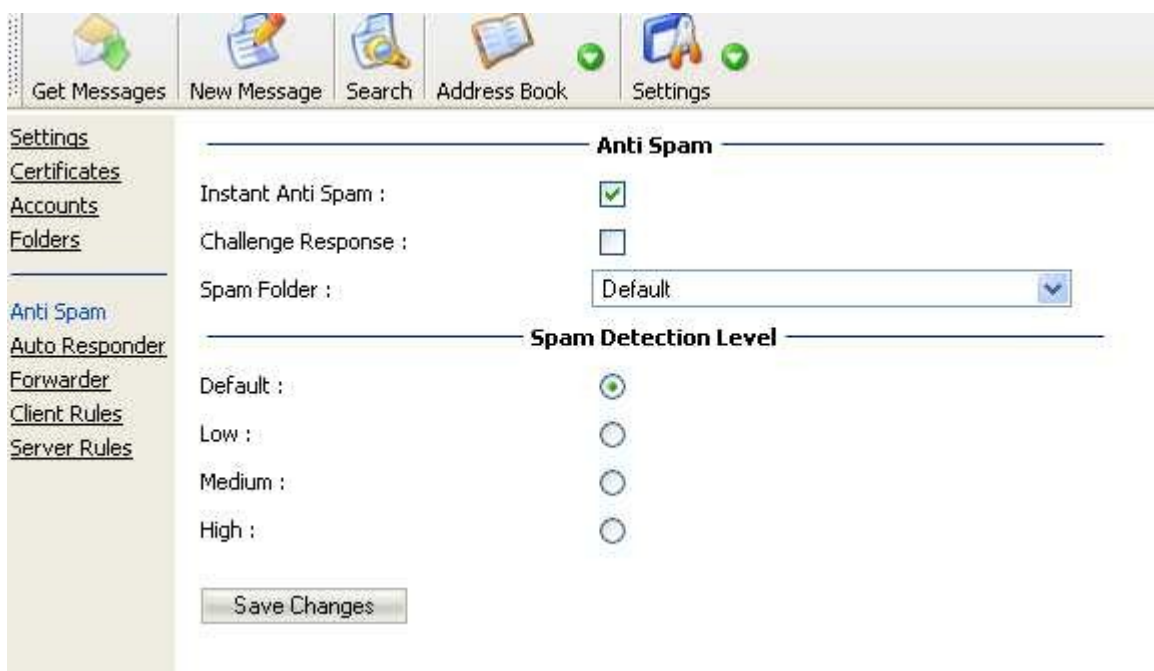 Get Messages New Message Search Address Book Settings
Settings
Certificates
Accounts
Folders
Anti Spam
Auto Responder
Forwarder
Client Rules
Server Rules
Anti Spam
Instant Anti Spam :
Challenge Response :
Spam Folder : Default
Spam Detection Level
Default :
Low :
Medium :
High :
Save Changes